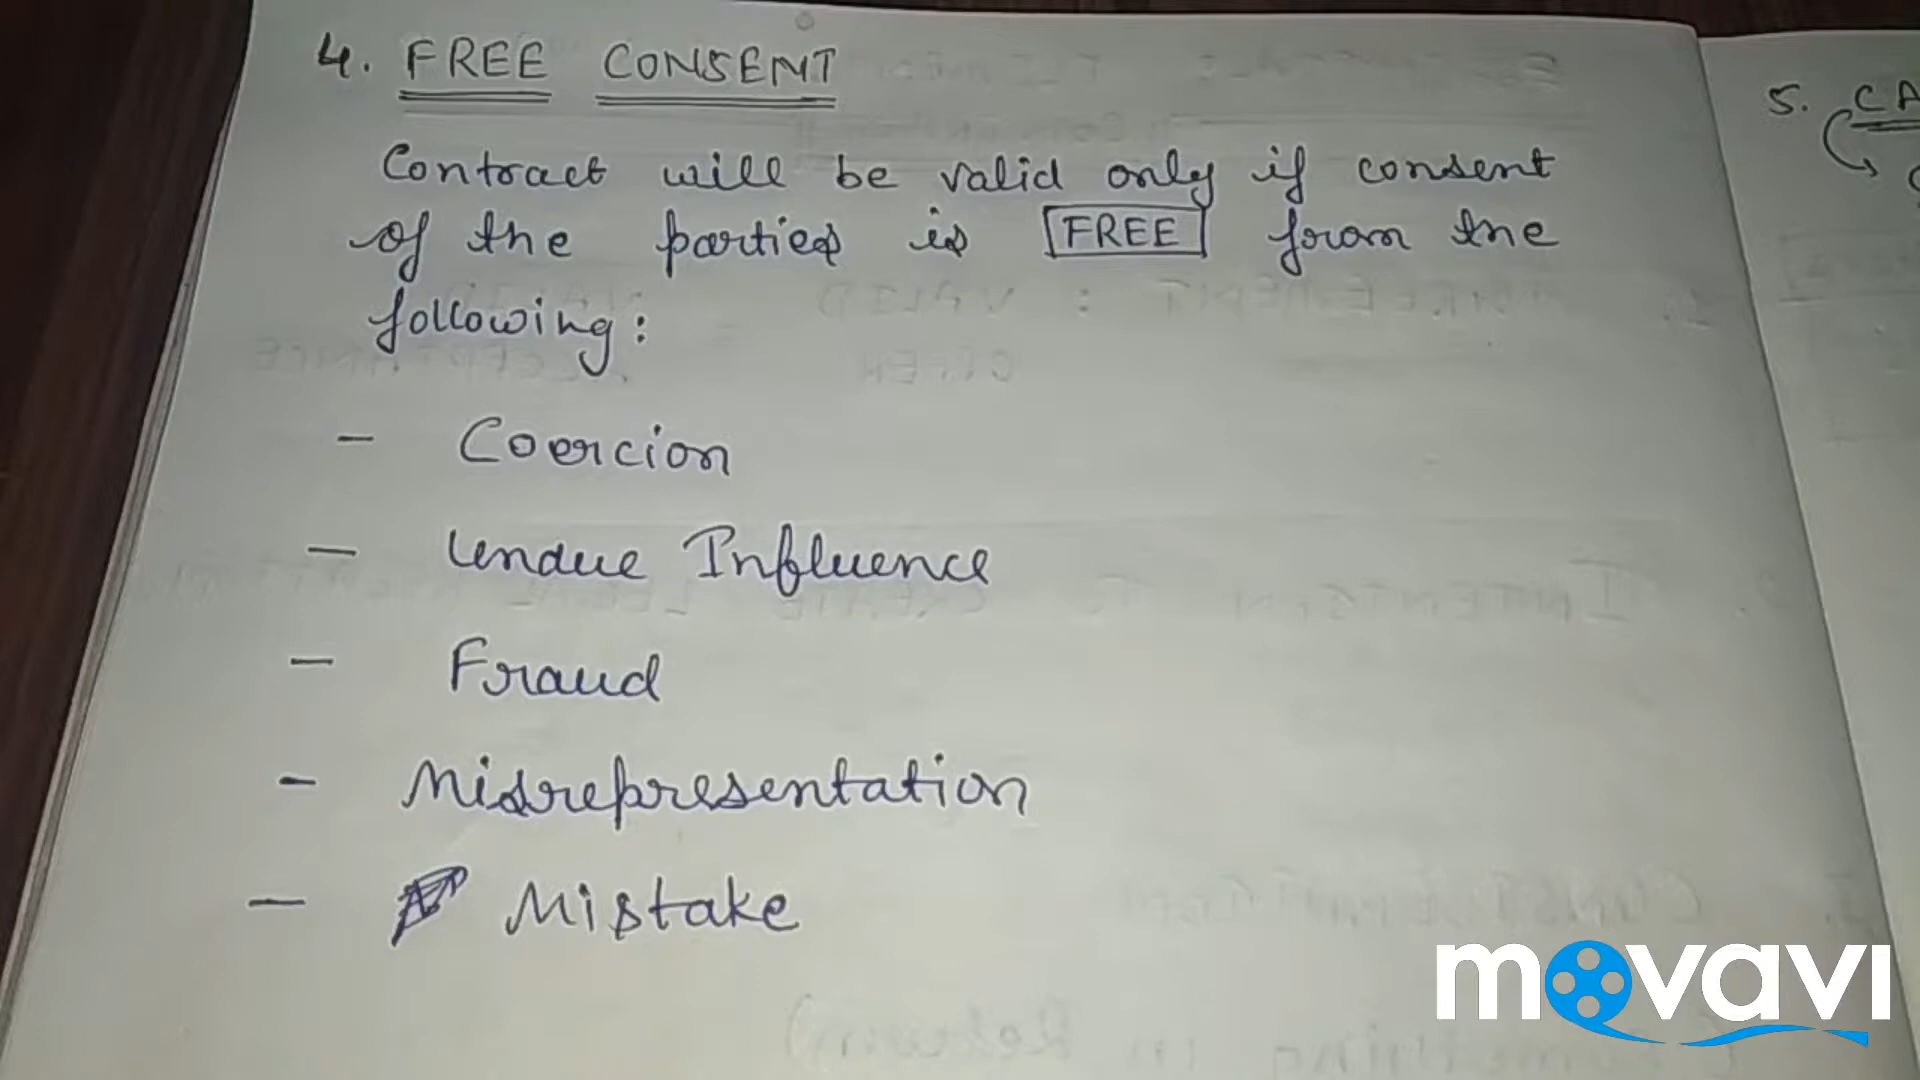 4. FREE CONSENT
Contract will be valid only if consent
of the parties is FREE from the
following:
- Coercion
- Undue Influence
- Fraud
- Misrepresentation
- Mistake
5. CA
movavi